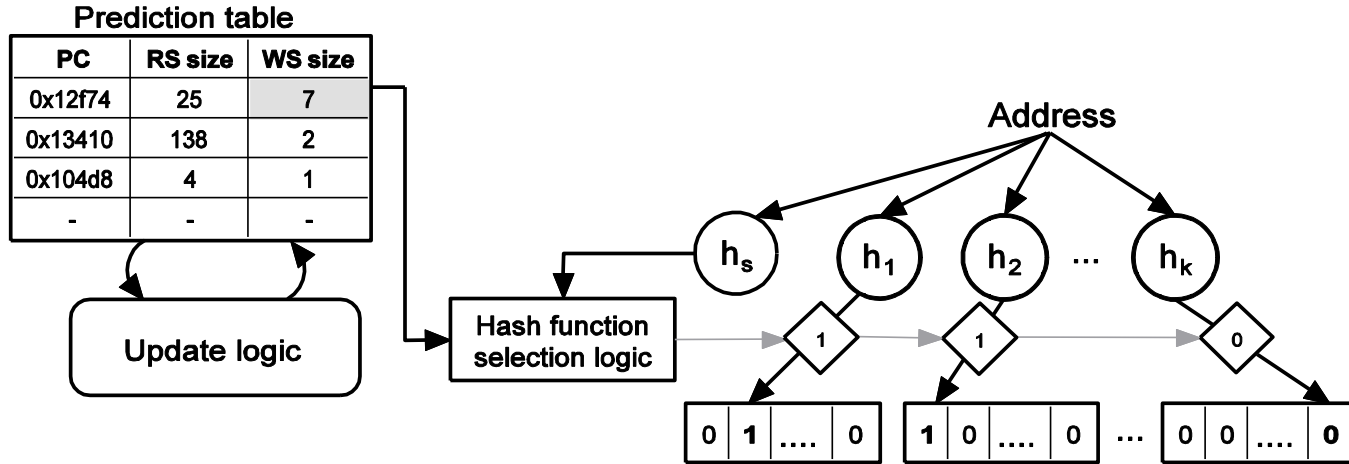 Prediction table
PC RS size WS size
0x12f74 25 7
0x13410 138 2
0x104d8 4 1
- - -
Update logic
Address
hs h1 h2 ... hk
Hash function
selection logic
1 1 0
0 1 .... 0 1 0 .... 0 ... 0 0 .... 0